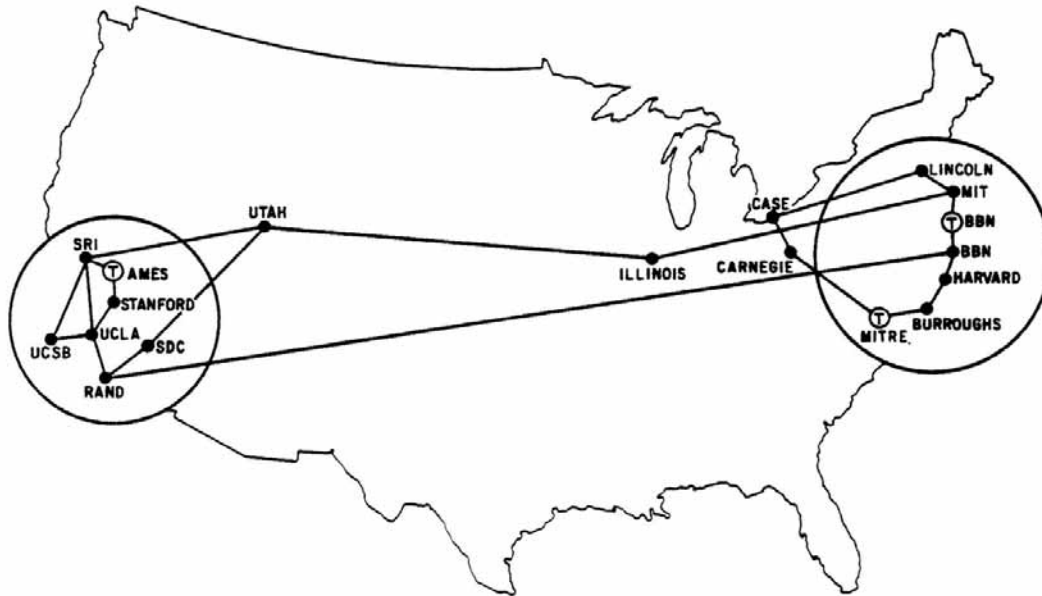 LINCOLN
MIT
T BBN
BBN
HARVARD
BURROUGHS
T
MITRE
CASE
CARNEGIE
ILLINOIS
UTAH
SRI
T AMES
STANFORD
UCLA
UCSB
SDC
RAND